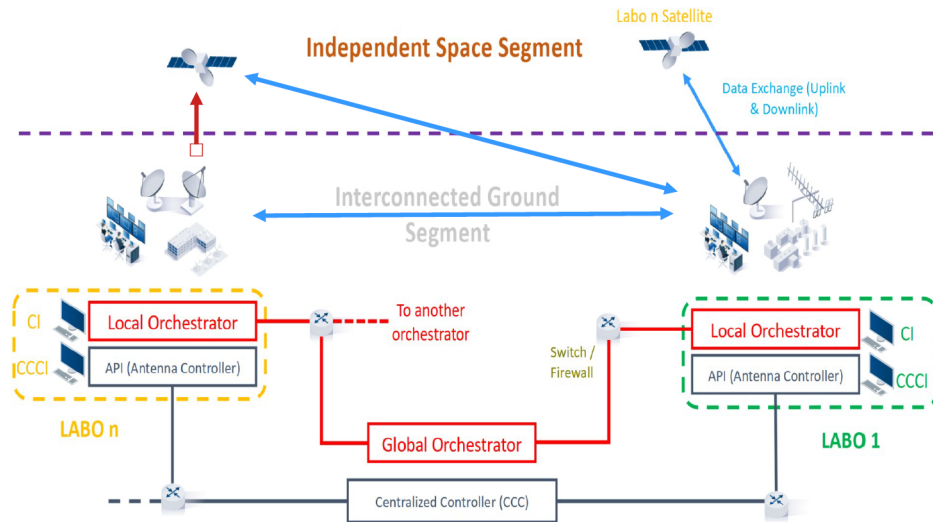 Labo n Satellite
Independent Space Segment
Data Exchange (Uplink
& Downlink)
Interconnected Ground
Segment
CI
Local Orchestrator
To another
orchestrator
Local Orchestrator
CI
Switch /
Firewall
CCCI
API (Antenna Controller)
API (Antenna Controller)
CCCI
LABO n
Global Orchestrator
LABO 1
Centralized Controller (CCC)